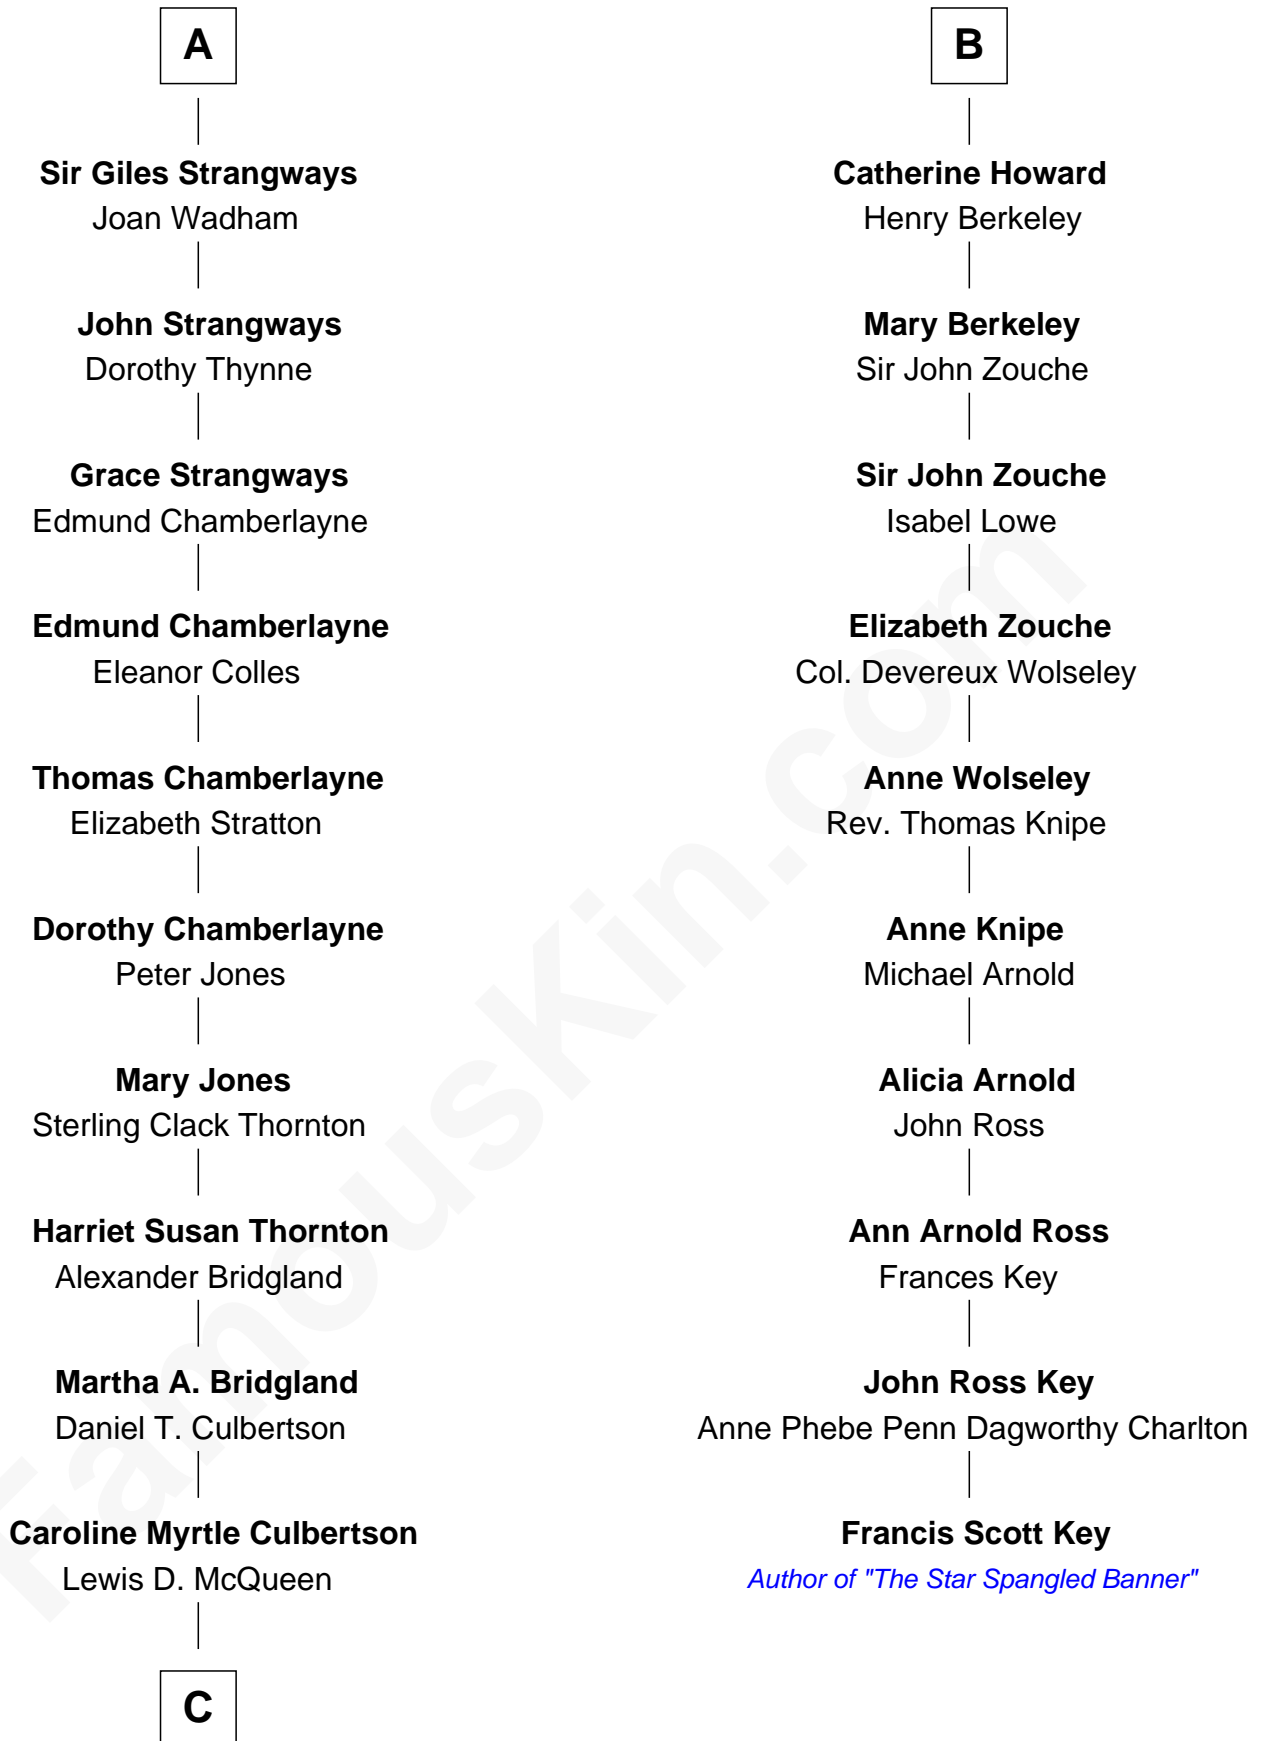 A
Sir Giles Strangways
Joan Wadham
John Strangways
Dorothy Thynne
Grace Strangways
Edmund Chamberlayne
Edmund Chamberlayne
Eleanor Colles
Thomas Chamberlayne
Elizabeth Stratton
Dorothy Chamberlayne
Peter Jones
Mary Jones
Sterling Clack Thornton
Harriet Susan Thornton
Alexander Bridgland
Martha A. Bridgland
Daniel T. Culbertson
Caroline Myrtle Culbertson
Lewis D. McQueen
C
B
Catherine Howard
Henry Berkeley
Mary Berkeley
Sir John Zouche
Sir John Zouche
Isabel Lowe
Elizabeth Zouche
Col. Devereux Wolseley
Anne Wolseley
Rev. Thomas Knipe
Anne Knipe
Michael Arnold
Alicia Arnold
John Ross
Ann Arnold Ross
Frances Key
John Ross Key
Anne Phebe Penn Dagworthy Charlton
Francis Scott Key
Author of "The Star Spangled Banner"
FamousKin.com